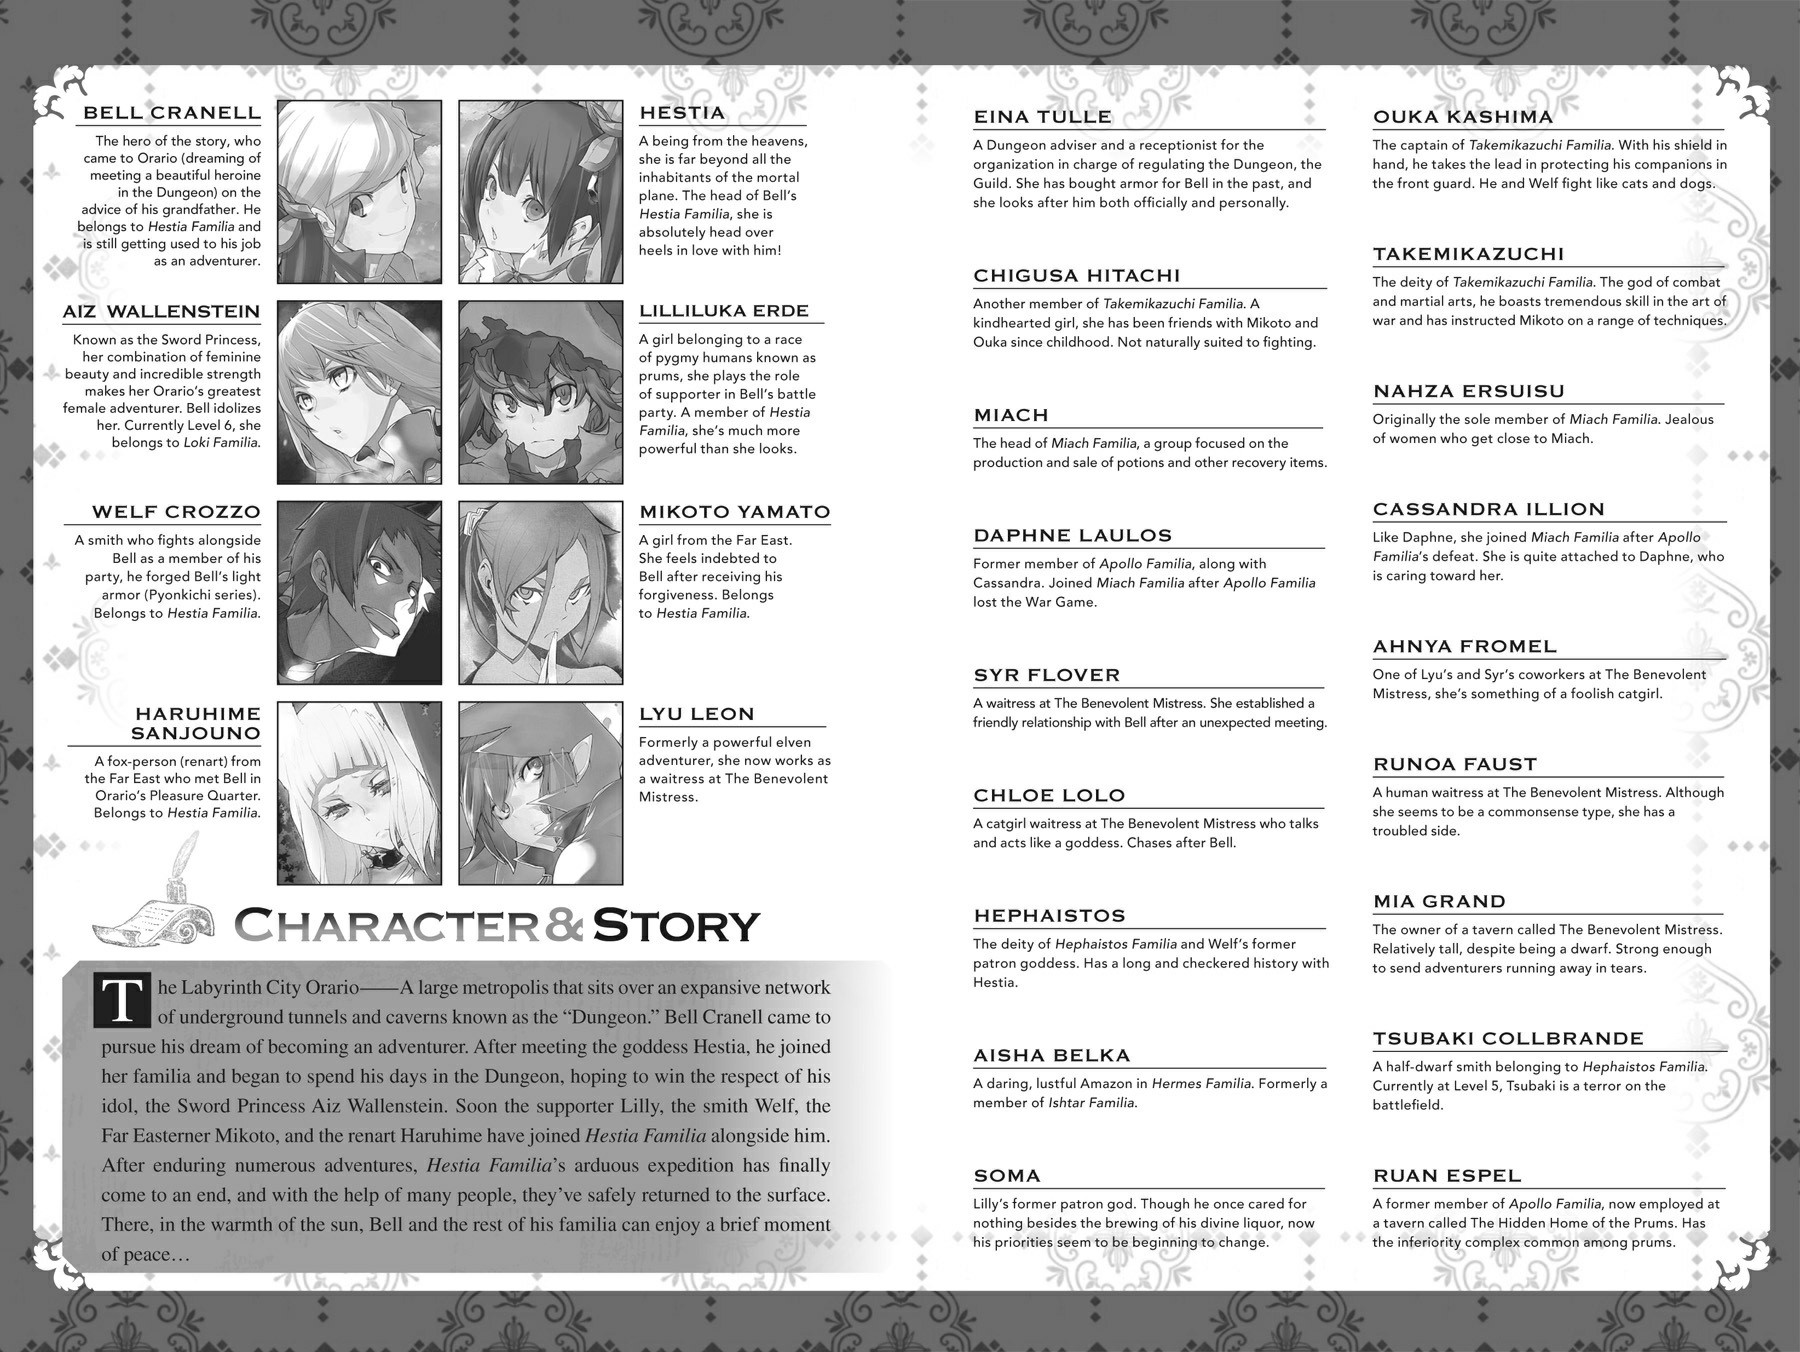 BELL CRANELL
The hero of the story, who
came to Orario (dreaming of
meeting a beautiful heroine
in the Dungeon) on the
advice of his grandfather. He
belongs to Hestia Familia and
is still getting used to his job
as an adventurer.
HESTIA
A being from the heavens,
she is far beyond all the
inhabitants of the mortal
plane. The head of Bell's
Hestia Familia, she is
absolutely head over
heels in love with him!
AIZ WALLENSTEIN
Known as the Sword Princess,
her combination of feminine
beauty and incredible strength
makes her Orario's greatest
female adventurer. Bell idolizes
her. Currently Level 6, she
belongs to Loki Familia.
LILLILUKA ERDE
A girl belonging to a race
of pygmy humans known as
prums, she plays the role
of supporter in Bell's battle
party. A member of Hestia
Familia, she's much more
powerful than she looks.
WELF CROZZO
A smith who fights alongside
Bell as a member of his
party, he forged Bell's light
armor (Pyonkichi series).
Belongs to Hestia Familia.
MIKOTO YAMATO
A girl from the Far East.
She feels indebted to
Bell after receiving his
forgiveness. Belongs
to Hestia Familia.
HARUHIME
SANJOUNO
A fox-person (renart) from
the Far East who met Bell in
Orario's Pleasure Quarter.
Belongs to Hestia Familia.
LYU LEON
Formerly a powerful elven
adventurer, she now works as
a waitress at The Benevolent
Mistress.
CHARACTER & STORY
The Labyrinth City Orario——A large metropolis that sits over an expansive network
of underground tunnels and caverns known as the “Dungeon.” Bell Cranell came to
pursue his dream of becoming an adventurer. After meeting the goddess Hestia, he joined
her familia and began to spend his days in the Dungeon, hoping to win the respect of his
idol, the Sword Princess Aiz Wallenstein. Soon the supporter Lilly, the smith Welf, the
Far Easterner Mikoto, and the renart Haruhime have joined Hestia Familia alongside him.
After enduring numerous adventures, Hestia Familia's arduous expedition has finally
come to an end, and with the help of many people, they've safely returned to the surface.
There, in the warmth of the sun, Bell and the rest of his familia can enjoy a brief moment
of peace…
EINA TULLE
A Dungeon adviser and a receptionist for the
organization in charge of regulating the Dungeon, the
Guild. She has bought armor for Bell in the past, and
she looks after him both officially and personally.
CHIGUSA HITACHI
Another member of Takemikazuchi Familia. A
kindhearted girl, she has been friends with Mikoto and
Ouka since childhood. Not naturally suited to fighting.
MIACH
The head of Miach Familia, a group focused on the
production and sale of potions and other recovery items.
DAPHNE LAULOS
Former member of Apollo Familia, along with
Cassandra. Joined Miach Familia after Apollo Familia
lost the War Game.
SYR FLOVER
A waitress at The Benevolent Mistress. She established a
friendly relationship with Bell after an unexpected meeting.
CHLOE LOLO
A catgirl waitress at The Benevolent Mistress who talks
and acts like a goddess. Chases after Bell.
HEPHAISTOS
The deity of Hephaistos Familia and Welf's former
patron goddess. Has a long and checkered history with
Hestia.
AISHA BELKA
A daring, lustful Amazon in Hermes Familia. Formerly a
member of Ishtar Familia.
SOMA
Lilly's former patron god. Though he once cared for
nothing besides the brewing of his divine liquor, now
his priorities seem to be beginning to change.
OUKA KASHIMA
The captain of Takemikazuchi Familia. With his shield in
hand, he takes the lead in protecting his companions in
the front guard. He and Welf fight like cats and dogs.
TAKEMIKAZUCHI
The deity of Takemikazuchi Familia. The god of combat
and martial arts, he boasts tremendous skill in the art of
war and has instructed Mikoto on a range of techniques.
NAHZA ERSUISU
Originally the sole member of Miach Familia. Jealous
of women who get close to Miach.
CASSANDRA ILLION
Like Daphne, she joined Miach Familia after Apollo
Familia's defeat. She is quite attached to Daphne, who
is caring toward her.
AHNYA FROMEL
One of Lyu's and Syr's coworkers at The Benevolent
Mistress, she's something of a foolish catgirl.
RUNOA FAUST
A human waitress at The Benevolent Mistress. Although
she seems to be a commonsense type, she has a
troubled side.
MIA GRAND
The owner of a tavern called The Benevolent Mistress.
Relatively tall, despite being a dwarf. Strong enough
to send adventurers running away in tears.
TSUBAKI COLLBRANDE
A half-dwarf smith belonging to Hephaistos Familia.
Currently at Level 5, Tsubaki is a terror on the
battlefield.
RUAN ESPEL
A former member of Apollo Familia, now employed at
a tavern called The Hidden Home of the Prums. Has
the inferiority complex common among prums.